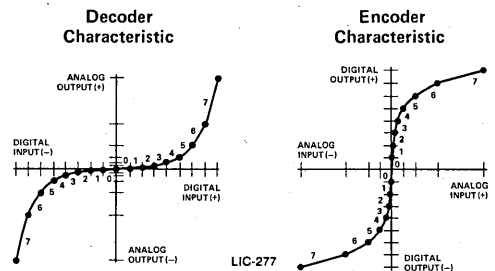 Decoder
Characteristic
ANALOG
OUTPUT(+)
7
6
5
4
3
2
1
0
DIGITAL
INPUT(−)
0 1 2 3 4 5 6 7
DIGITAL
INPUT(+)
ANALOG
OUTPUT(−)
LIC-277
Encoder
Characteristic
DIGITAL
OUTPUT(+)
7
6
5
4
3
2
1
0
ANALOG
INPUT(−)
ANALOG
INPUT(+)
1
2
3
4
5
6
7
DIGITAL
OUTPUT(−)